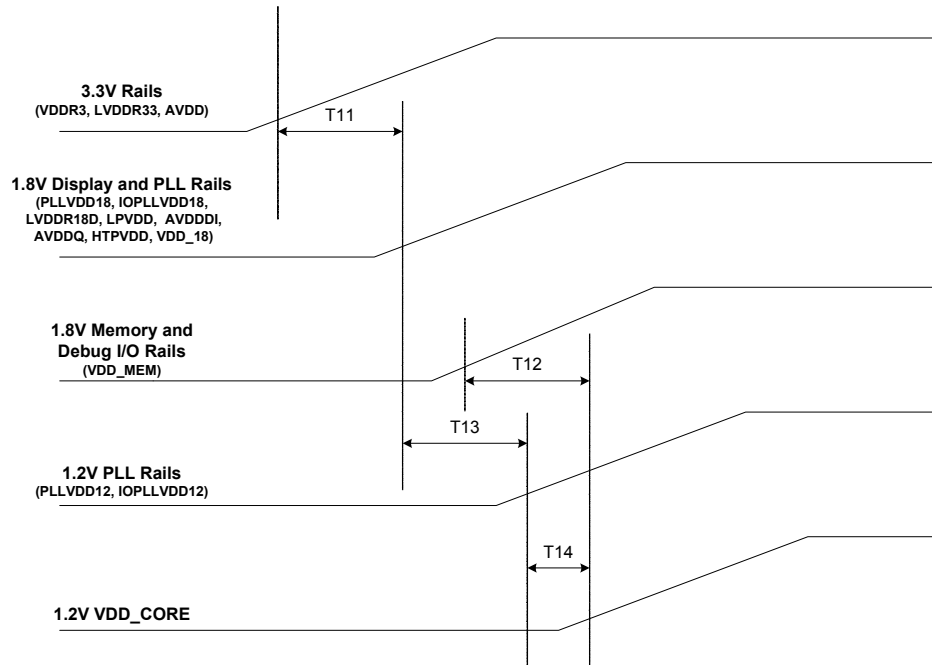 3.3V Rails
(VDDR3, LVDDR33, AVDD)
T11
1.8V Display and PLL Rails
(PLLVDD18, IOPLLVDD18,
LVDDR18D, LPVDD, AVDDDI,
AVDDQ, HTPVDD, VDD_18)
1.8V Memory and
Debug I/O Rails
(VDD_MEM)
T12
T13
1.2V PLL Rails
(PLLVDD12, IOPLLVDD12)
T14
1.2V VDD_CORE